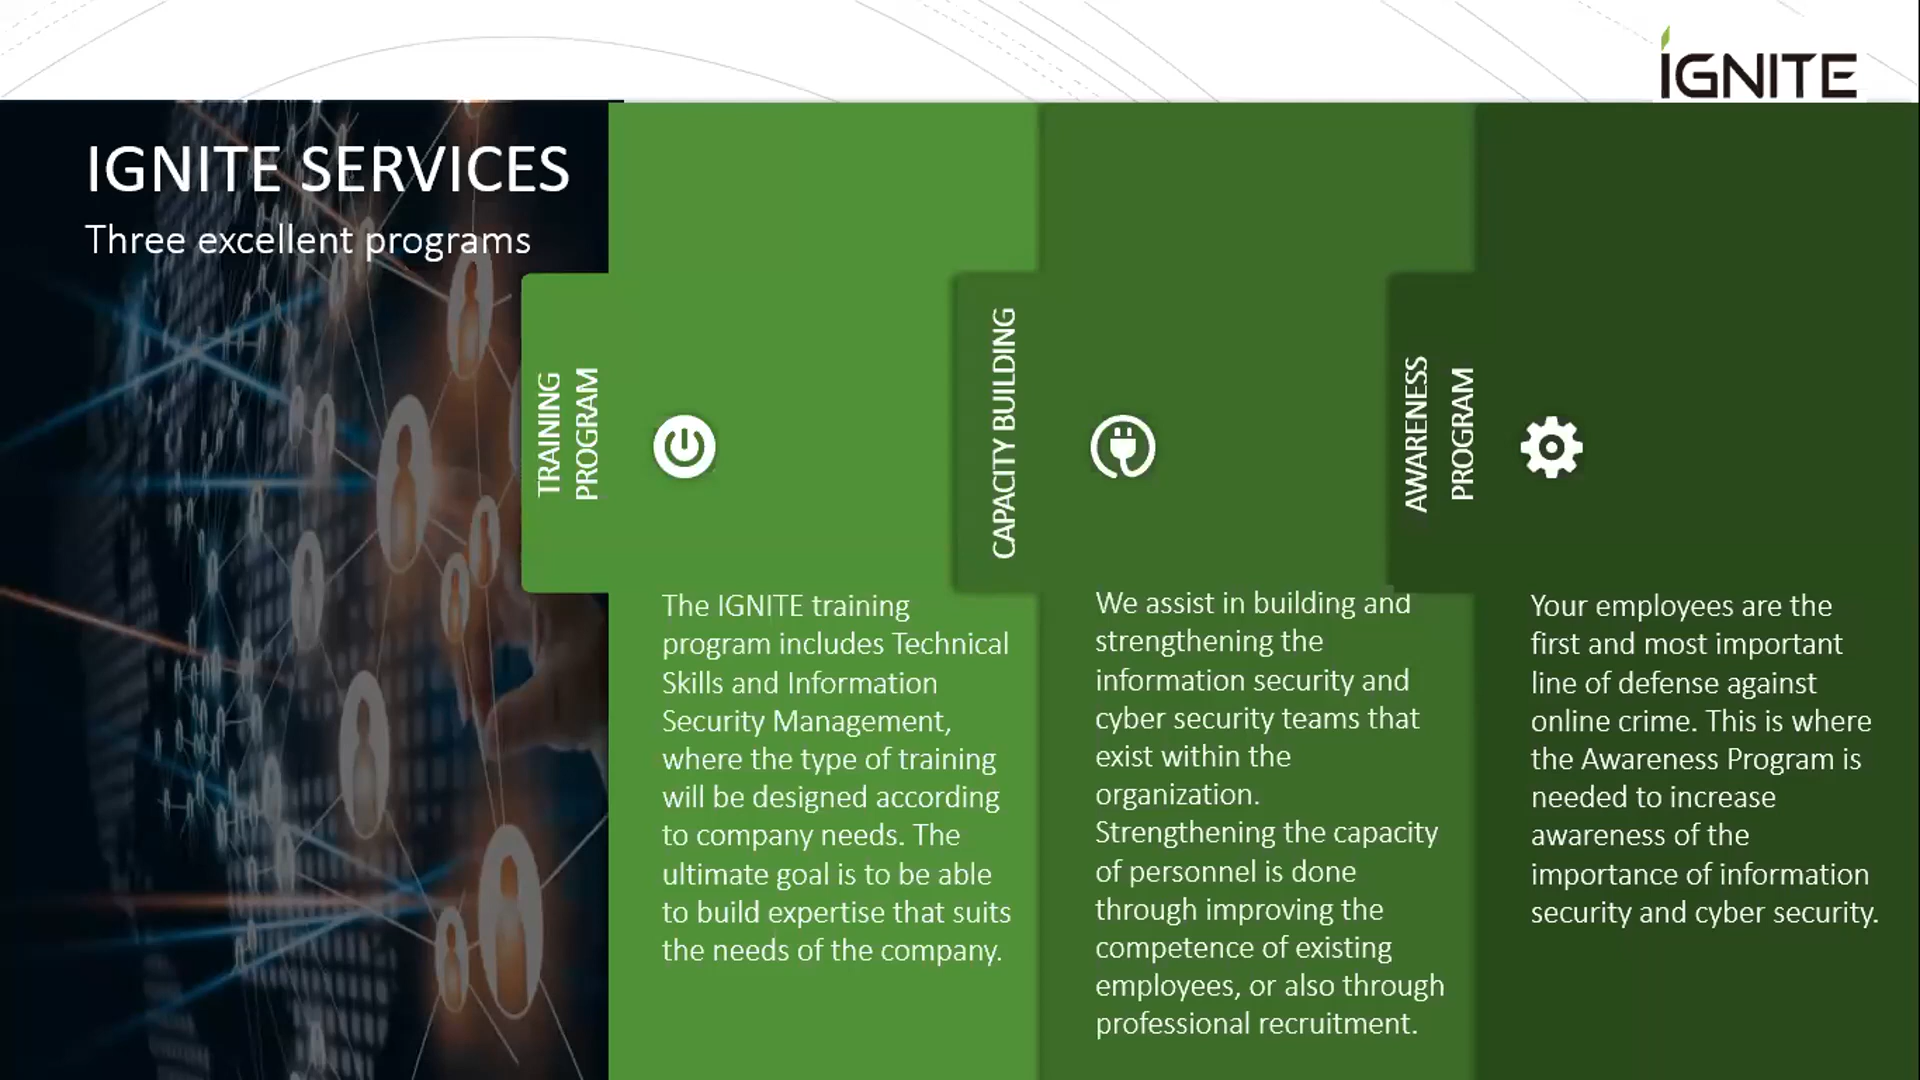 IGNITE
IGNITE SERVICES
Three excellent programs
TRAINING
PROGRAM
The IGNITE training
program includes Technical
Skills and Information
Security Management,
where the type of training
will be designed according
to company needs. The
ultimate goal is to be able
to build expertise that suits
the needs of the company.
CAPACITY BUILDING
We assist in building and
strengthening the
information security and
cyber security teams that
exist within the
organization.
Strengthening the capacity
of personnel is done
through improving the
competence of existing
employees, or also through
professional recruitment.
AWARENESS
PROGRAM
Your employees are the
first and most important
line of defense against
online crime. This is where
the Awareness Program is
needed to increase
awareness of the
importance of information
security and cyber security.